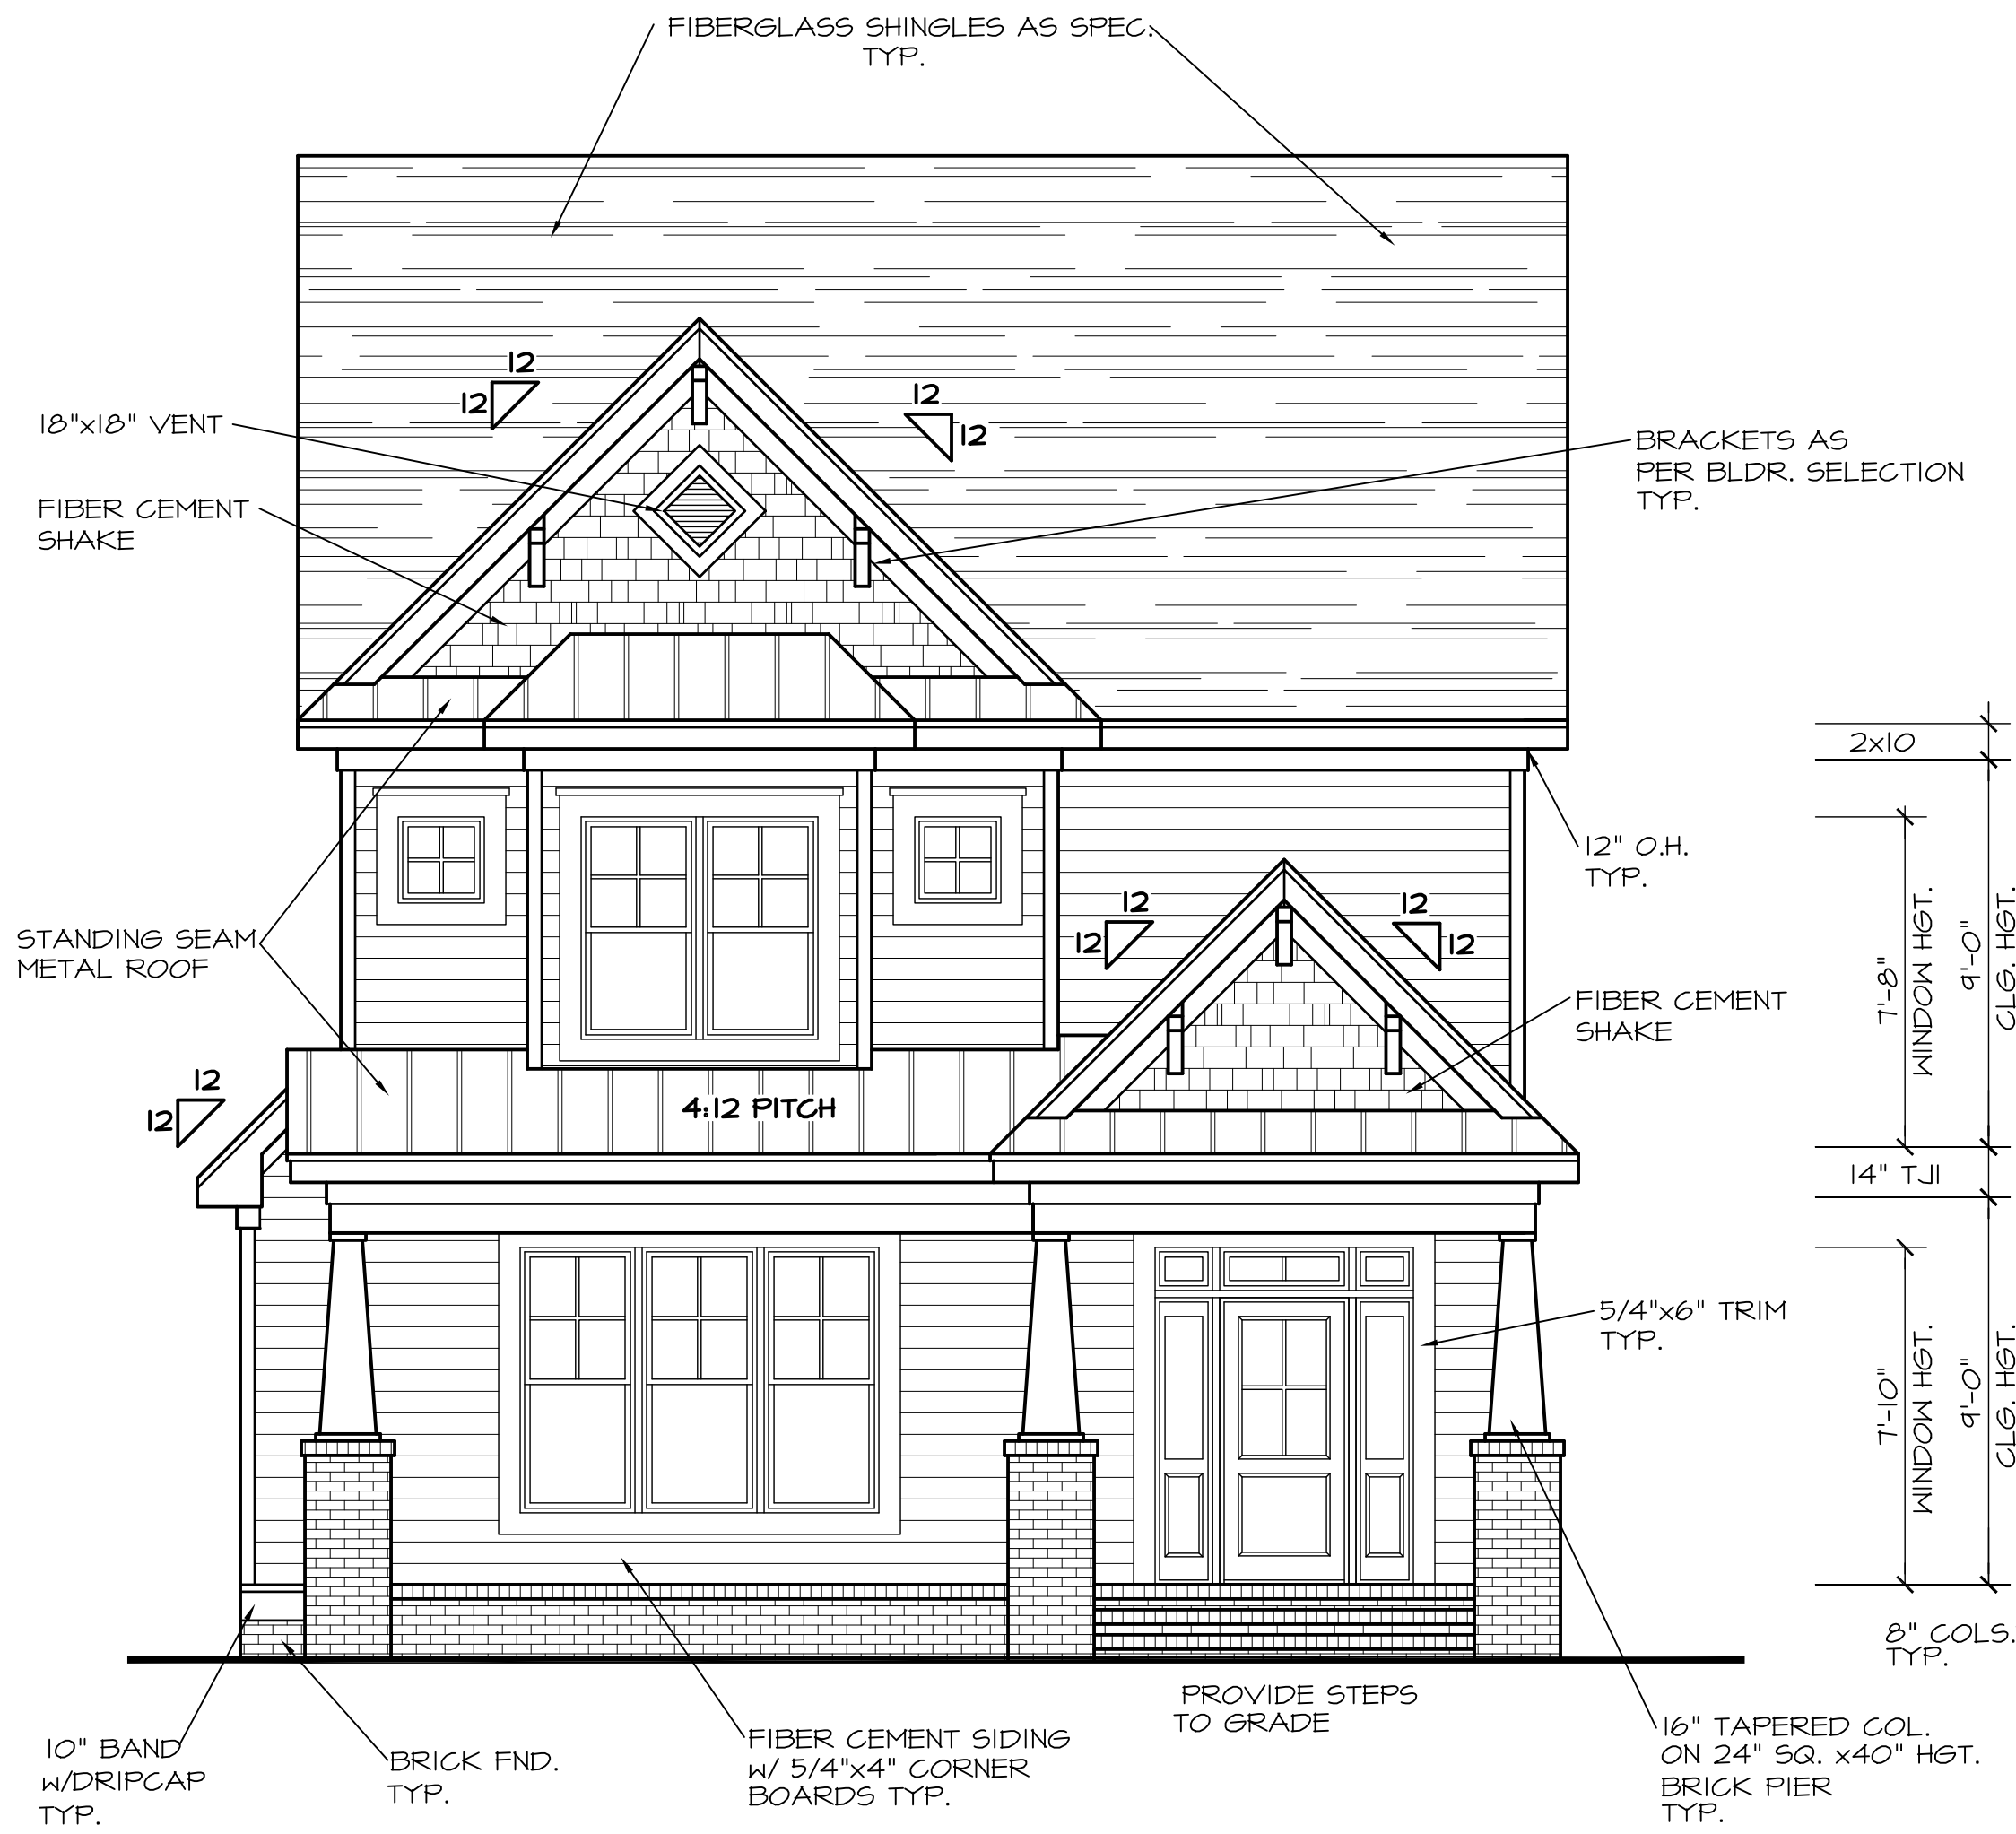 FIBERGLASS SHINGLES AS SPEC.
TYP.
12
12
12
12
18"x18" VENT
FIBER CEMENT
SHAKE
BRACKETS AS
PER BLDR. SELECTION
TYP.
2x10
12" O.H.
TYP.
STANDING SEAM
METAL ROOF
12
12
12
12
FIBER CEMENT
SHAKE
7'-8"
WINDOW HGT.
9'-0"
CLG. HGT.
12
12
4:12 PITCH
14" TJI
5/4"x6" TRIM
TYP.
7'-10"
WINDOW HGT.
9'-0"
CLG. HGT.
8" COLS.
TYP.
PROVIDE STEPS
TO GRADE
10" BAND
W/DRIPCAP
TYP.
BRICK FND.
TYP.
FIBER CEMENT SIDING
W/ 5/4"x4" CORNER
BOARDS TYP.
16" TAPERED COL.
ON 24" SQ. x40" HGT.
BRICK PIER
TYP.